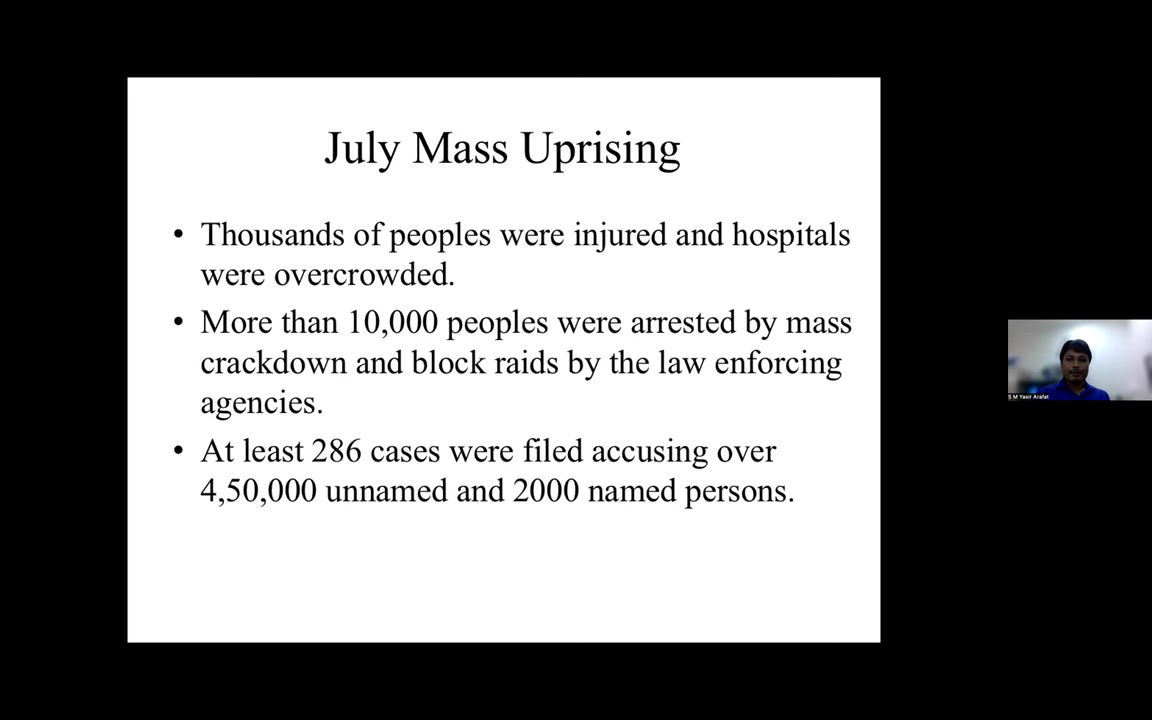 July Mass Uprising
• Thousands of peoples were injured and hospitals
were overcrowded.
• More than 10,000 peoples were arrested by mass
crackdown and block raids by the law enforcing
agencies.
• At least 286 cases were filed accusing over
4,50,000 unnamed and 2000 named persons.
S M Yasir Arafat